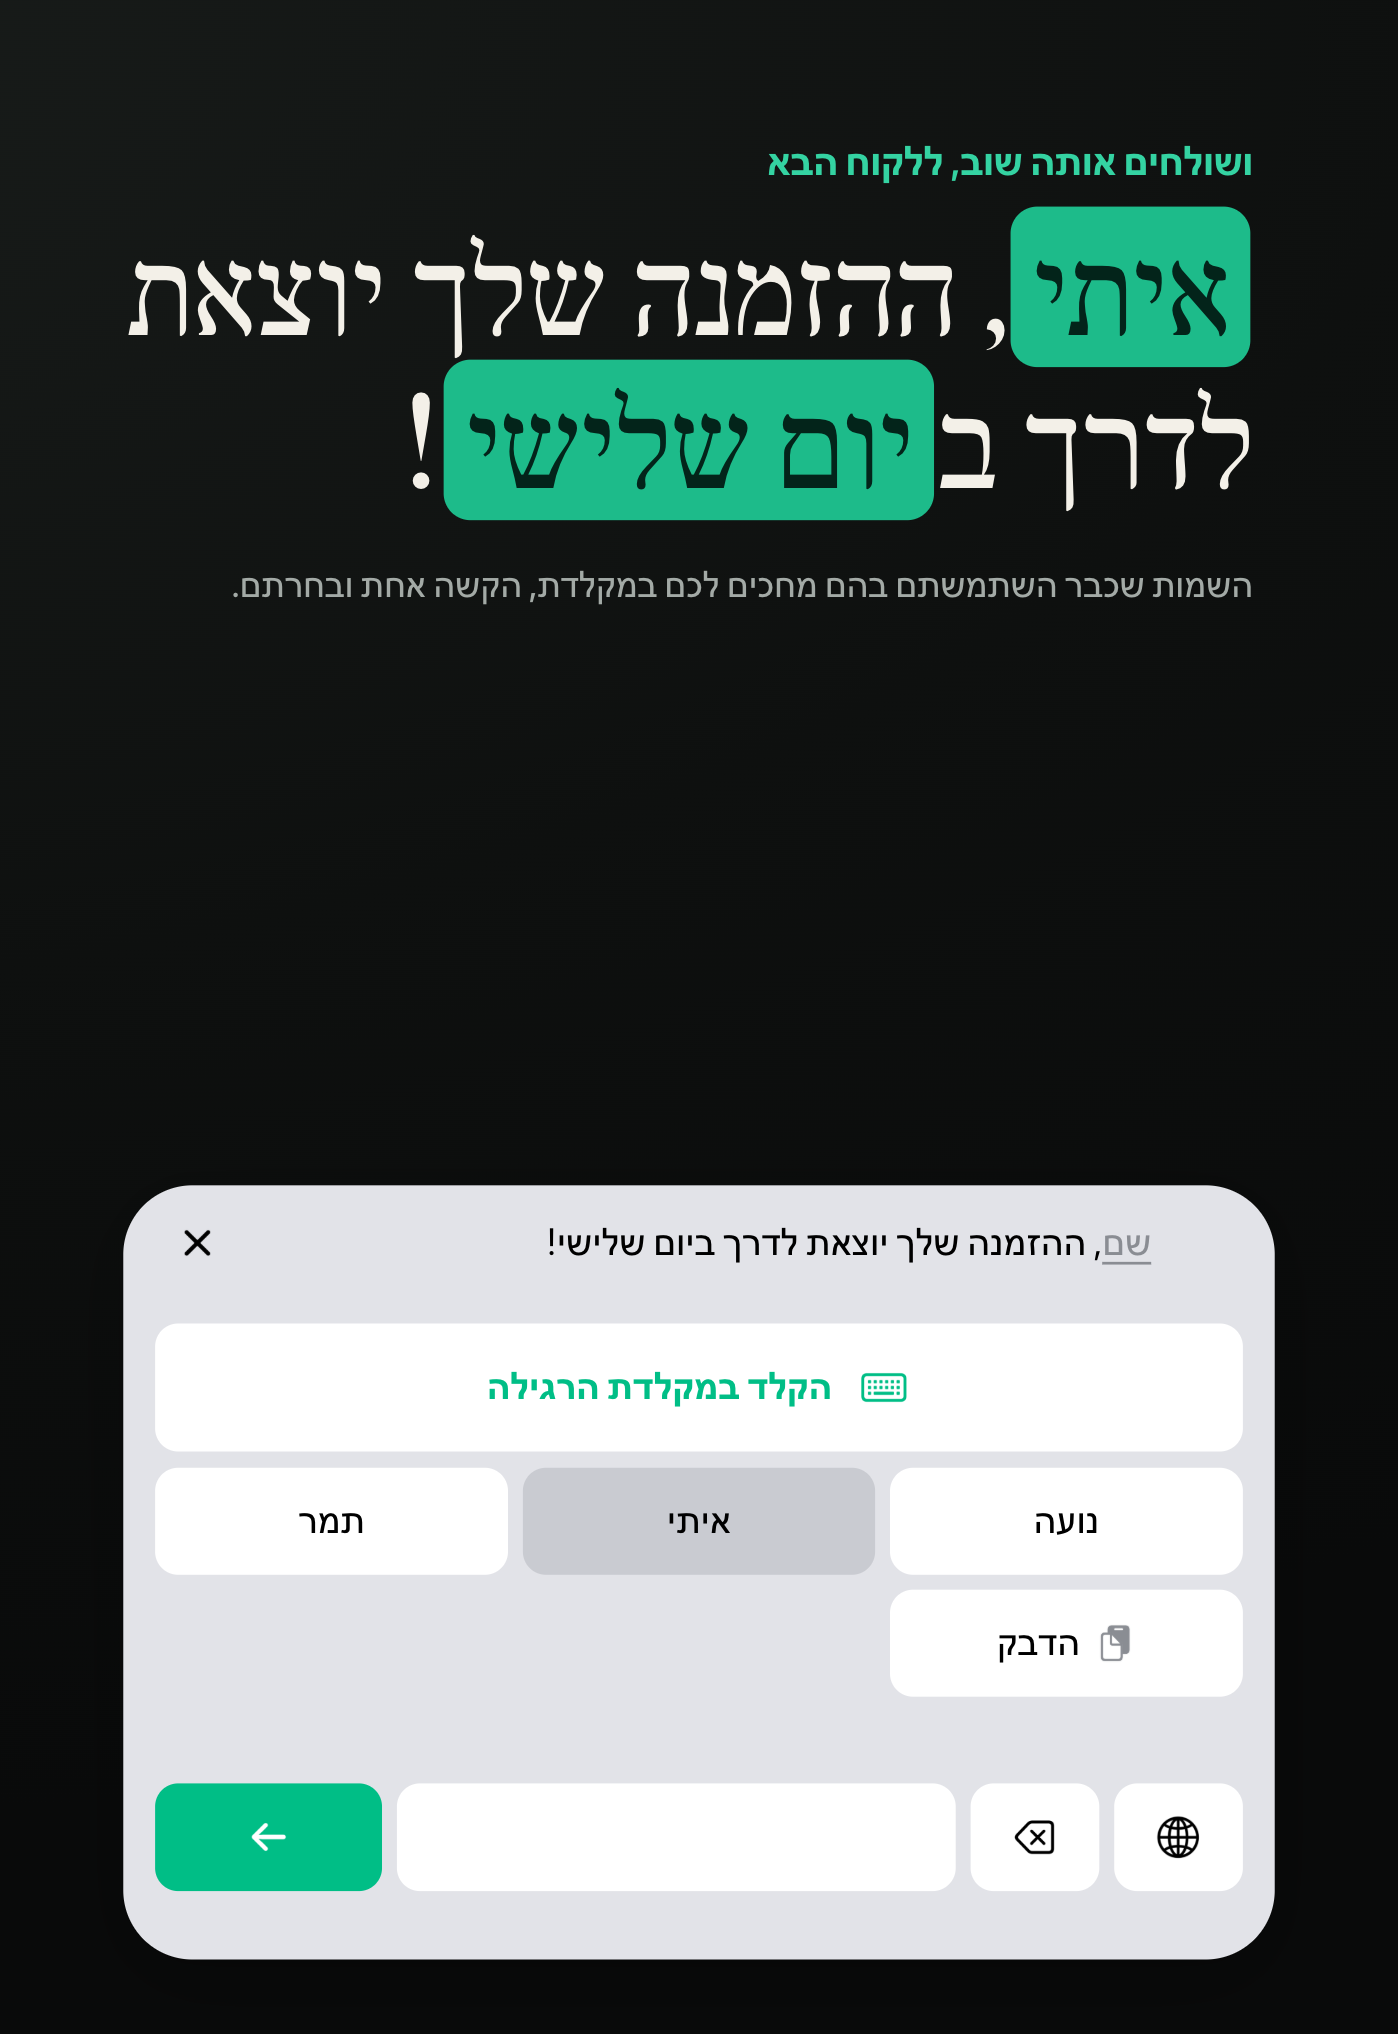 ושולחים אותה שוב, ללקוח הבא
איתי, ההזמנה שלך יוצאת
לדרך ביום שלישי!
השמות שכבר השתמשתם בהם מחכים לכם במקלדת, הקשה אחת ובחרתם.
שם, ההזמנה שלך יוצאת לדרך ביום שלישי!
הקלד במקלדת הרגילה
נועה
איתי
תמר
הדבק